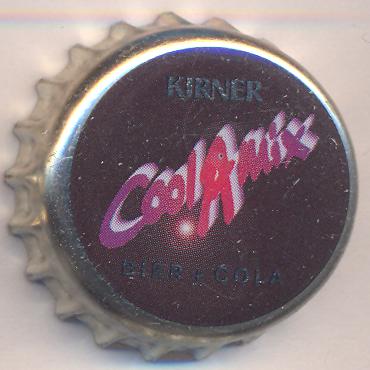 KIRNER
Cool&Mix
BIER + COLA